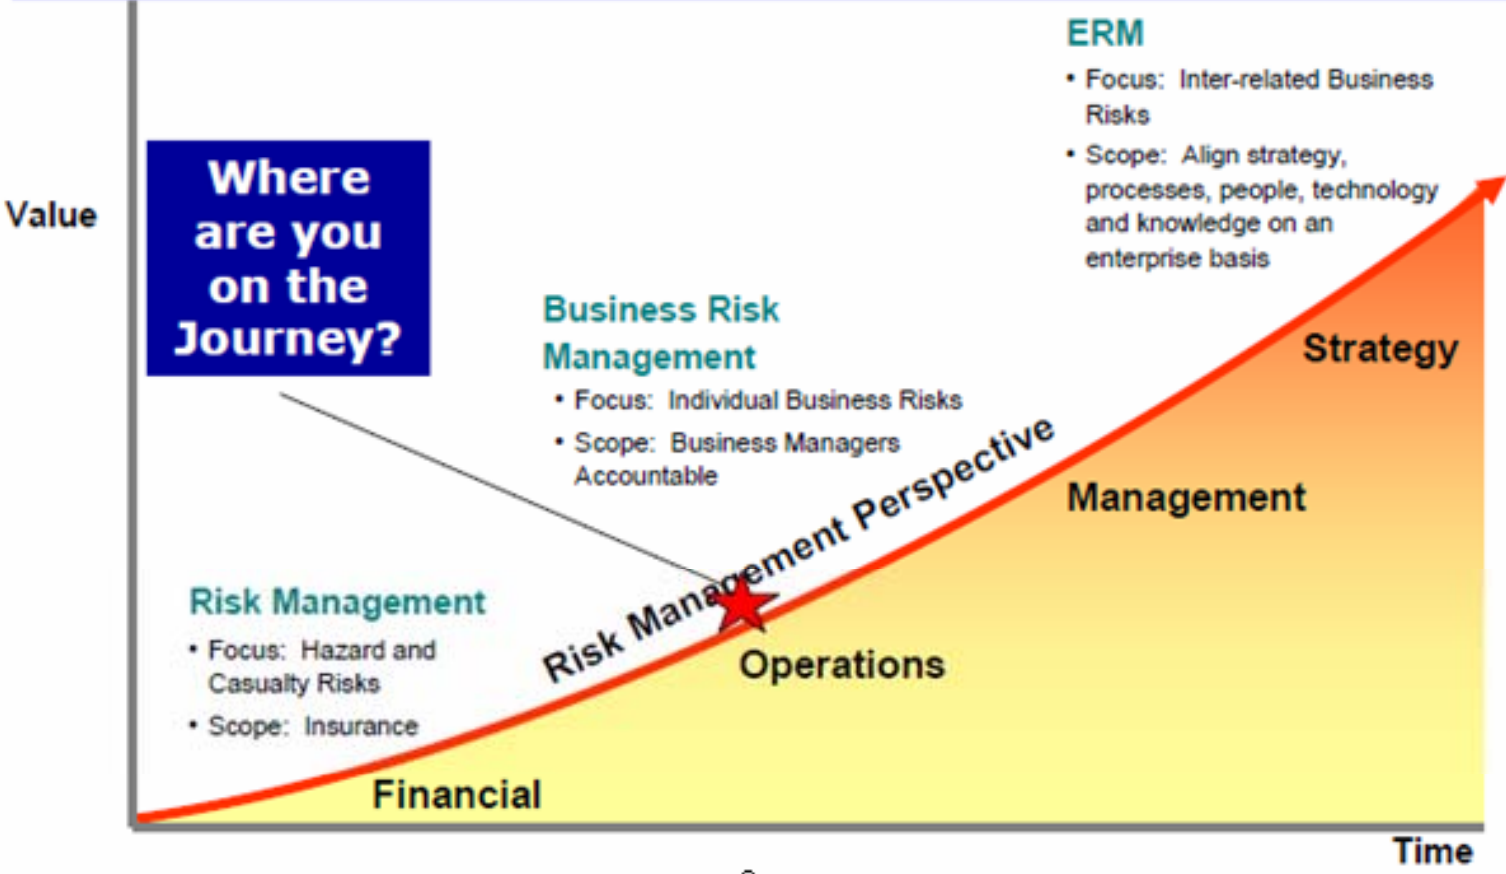 ERM
• Focus: Inter-related Business
Risks
• Scope: Align strategy,
processes, people, technology
and knowledge on an
enterprise basis
Where
are you
on the
Journey?
Value
Business Risk
Management
• Focus: Individual Business Risks
• Scope: Business Managers
Accountable
Strategy
Risk Management Perspective
Management
Risk Management
• Focus: Hazard and
Casualty Risks
• Scope: Insurance
Operations
Financial
Time